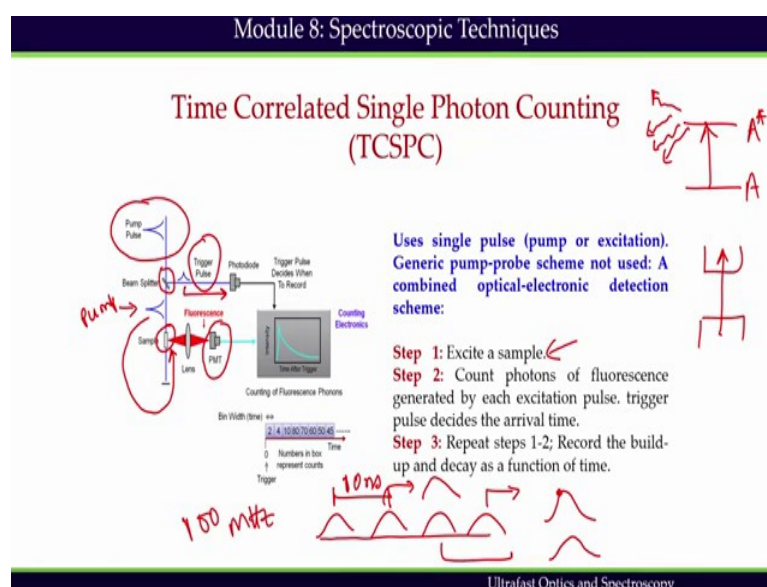 Module 8: Spectroscopic Techniques
Time Correlated Single Photon Counting
(TCSPC)
F
A*
A
Pump
Pulse
Trigger
Pulse
Photodiode
Trigger Pulse
Decides When
To Record
Beam Splitter
Pump
Fluorescence
Counting
Electronics
Sample
Intensity
Time After Trigger
Lens
PMT
Counting of Fluorescence Phonons
Bin Width (time)
2 4 10 80 70 60 50 45 ......
Time
0
Numbers in box
represent counts
Trigger
Uses single pulse (pump or excitation).
Generic pump-probe scheme not used: A
combined optical-electronic detection
scheme:
Step 1: Excite a sample.
Step 2: Count photons of fluorescence
generated by each excitation pulse. trigger
pulse decides the arrival time.
Step 3: Repeat steps 1-2; Record the build-
up and decay as a function of time.
10 ns
100 MHz
Ultrafast Optics and Spectroscopy